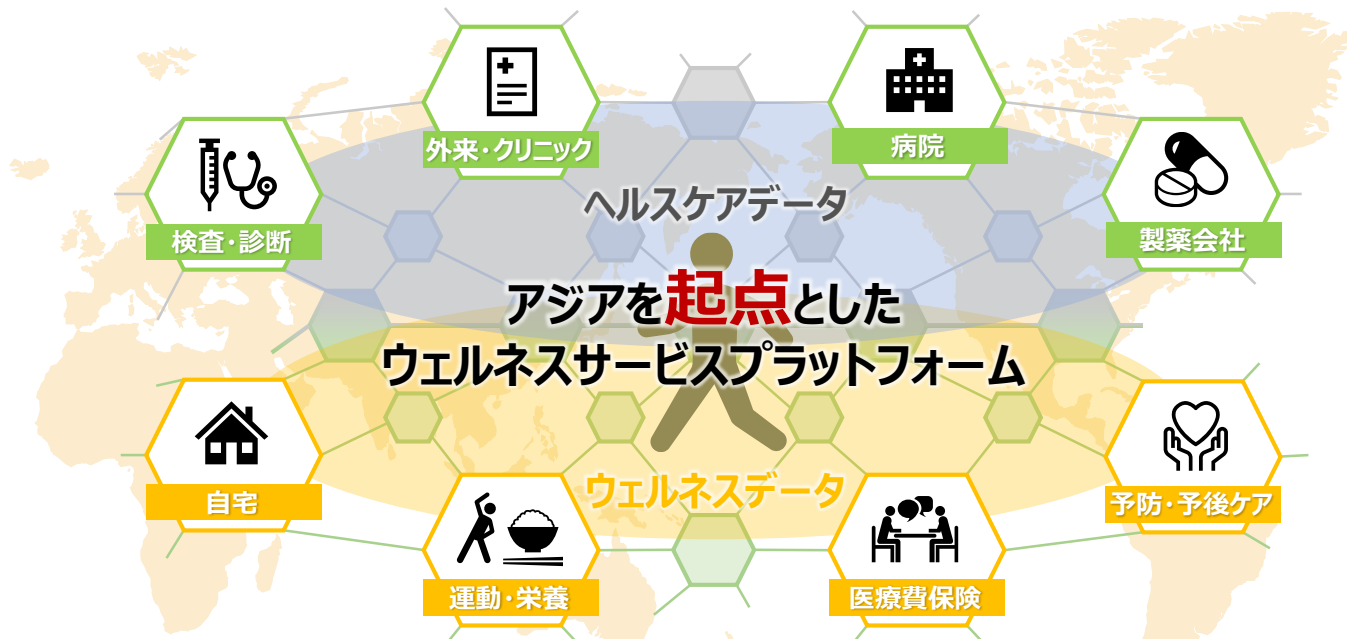 外来・クリニック
病院
検査・診断
製薬会社
ヘルスケアデータ
アジアを起点とした
ウェルネスサービスプラットフォーム
ウェルネスデータ
自宅
予防・予後ケア
運動・栄養
医療費保険